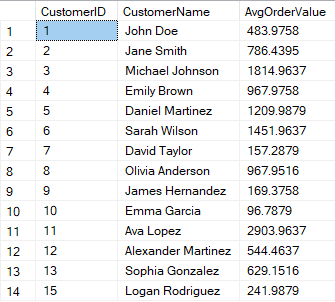 CustomerID CustomerName AvgOrderValue
1 1 John Doe 483.9758
2 2 Jane Smith 786.4395
3 3 Michael Johnson 1814.9637
4 4 Emily Brown 967.9758
5 5 Daniel Martinez 1209.9879
6 6 Sarah Wilson 1451.9637
7 7 David Taylor 157.2879
8 8 Olivia Anderson 967.9516
9 9 James Hernandez 169.3758
10 10 Emma Garcia 96.7879
11 11 Ava Lopez 2903.9637
12 12 Alexander Martinez 544.4637
13 13 Sophia Gonzalez 629.1516
14 15 Logan Rodriguez 241.9879